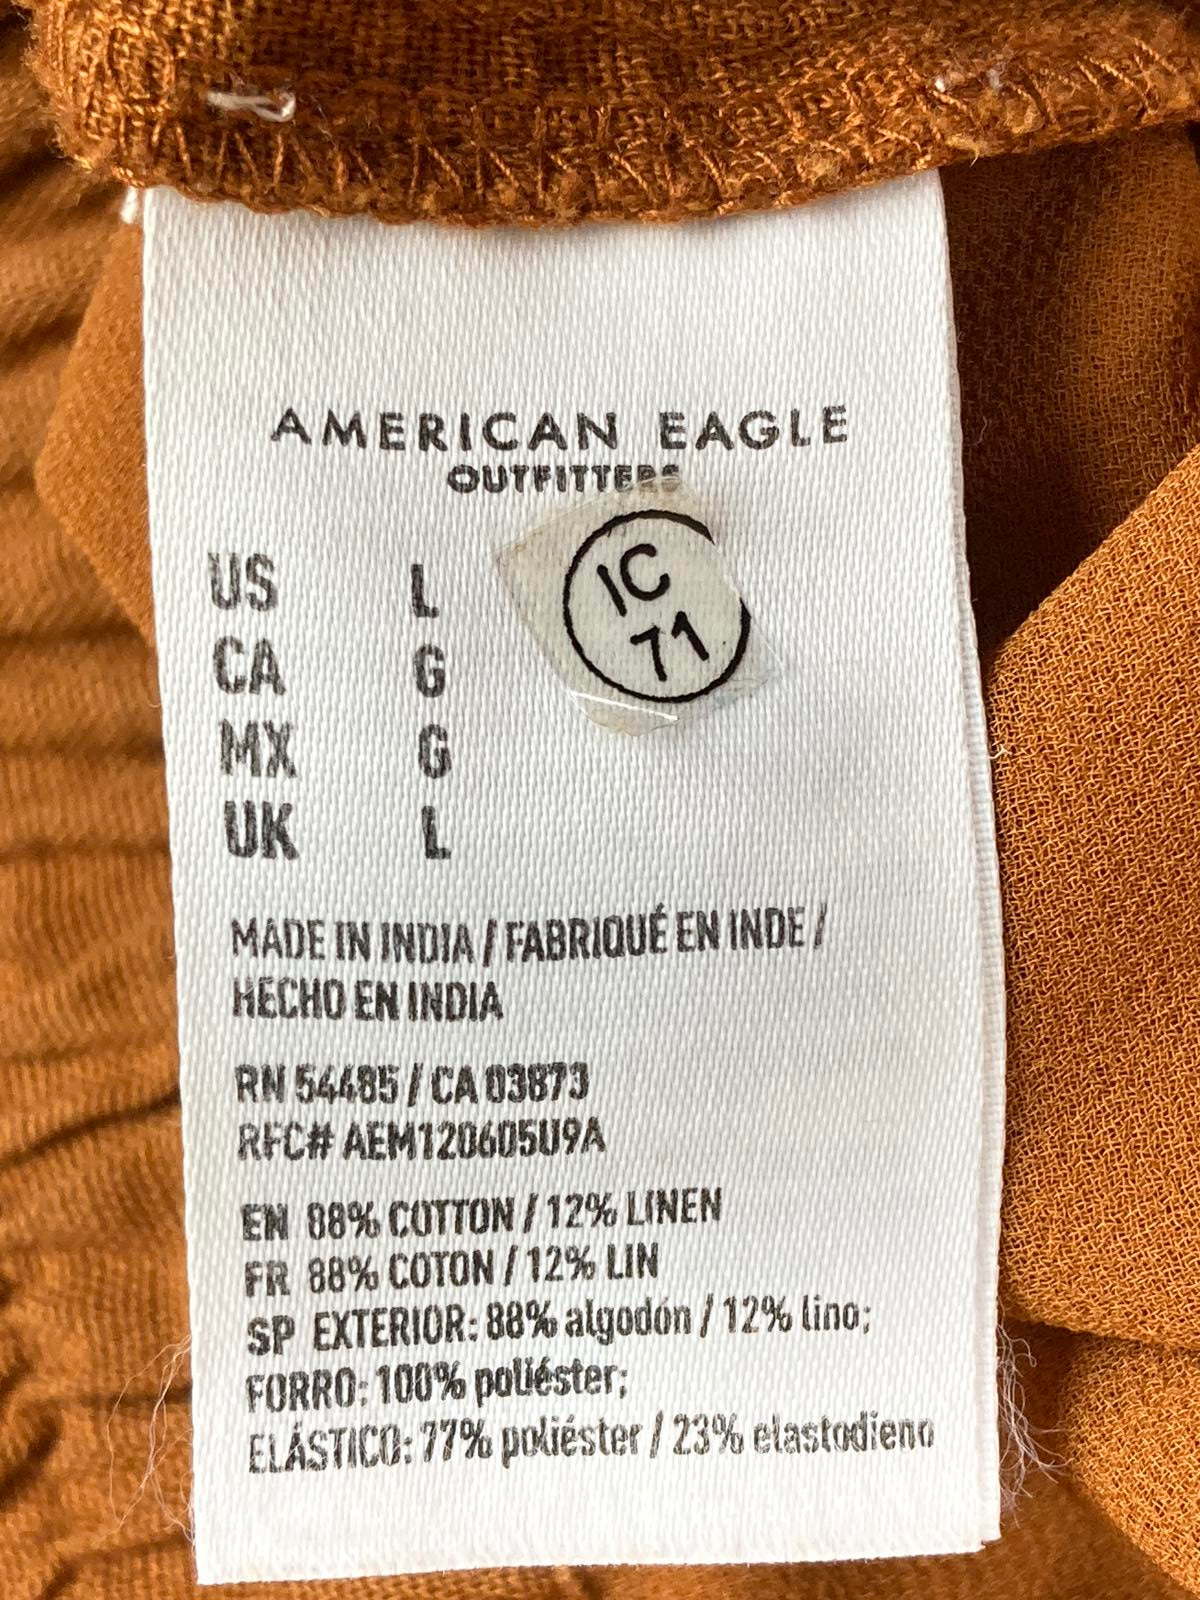 AMERICAN EAGLE
OUTFITTERS
IC
71
US L
CA G
MX G
UK L
MADE IN INDIA / FABRIQUÉ EN INDE /
HECHO EN INDIA
RN 54485 / CA 03873
RFC# AEM120605U9A
EN 88% COTTON / 12% LINEN
FR 88% COTON / 12% LIN
SP EXTERIOR: 88% algodón / 12% lino;
FORRO: 100% poliéster;
ELÁSTICO: 77% poliéster / 23% elastodieno